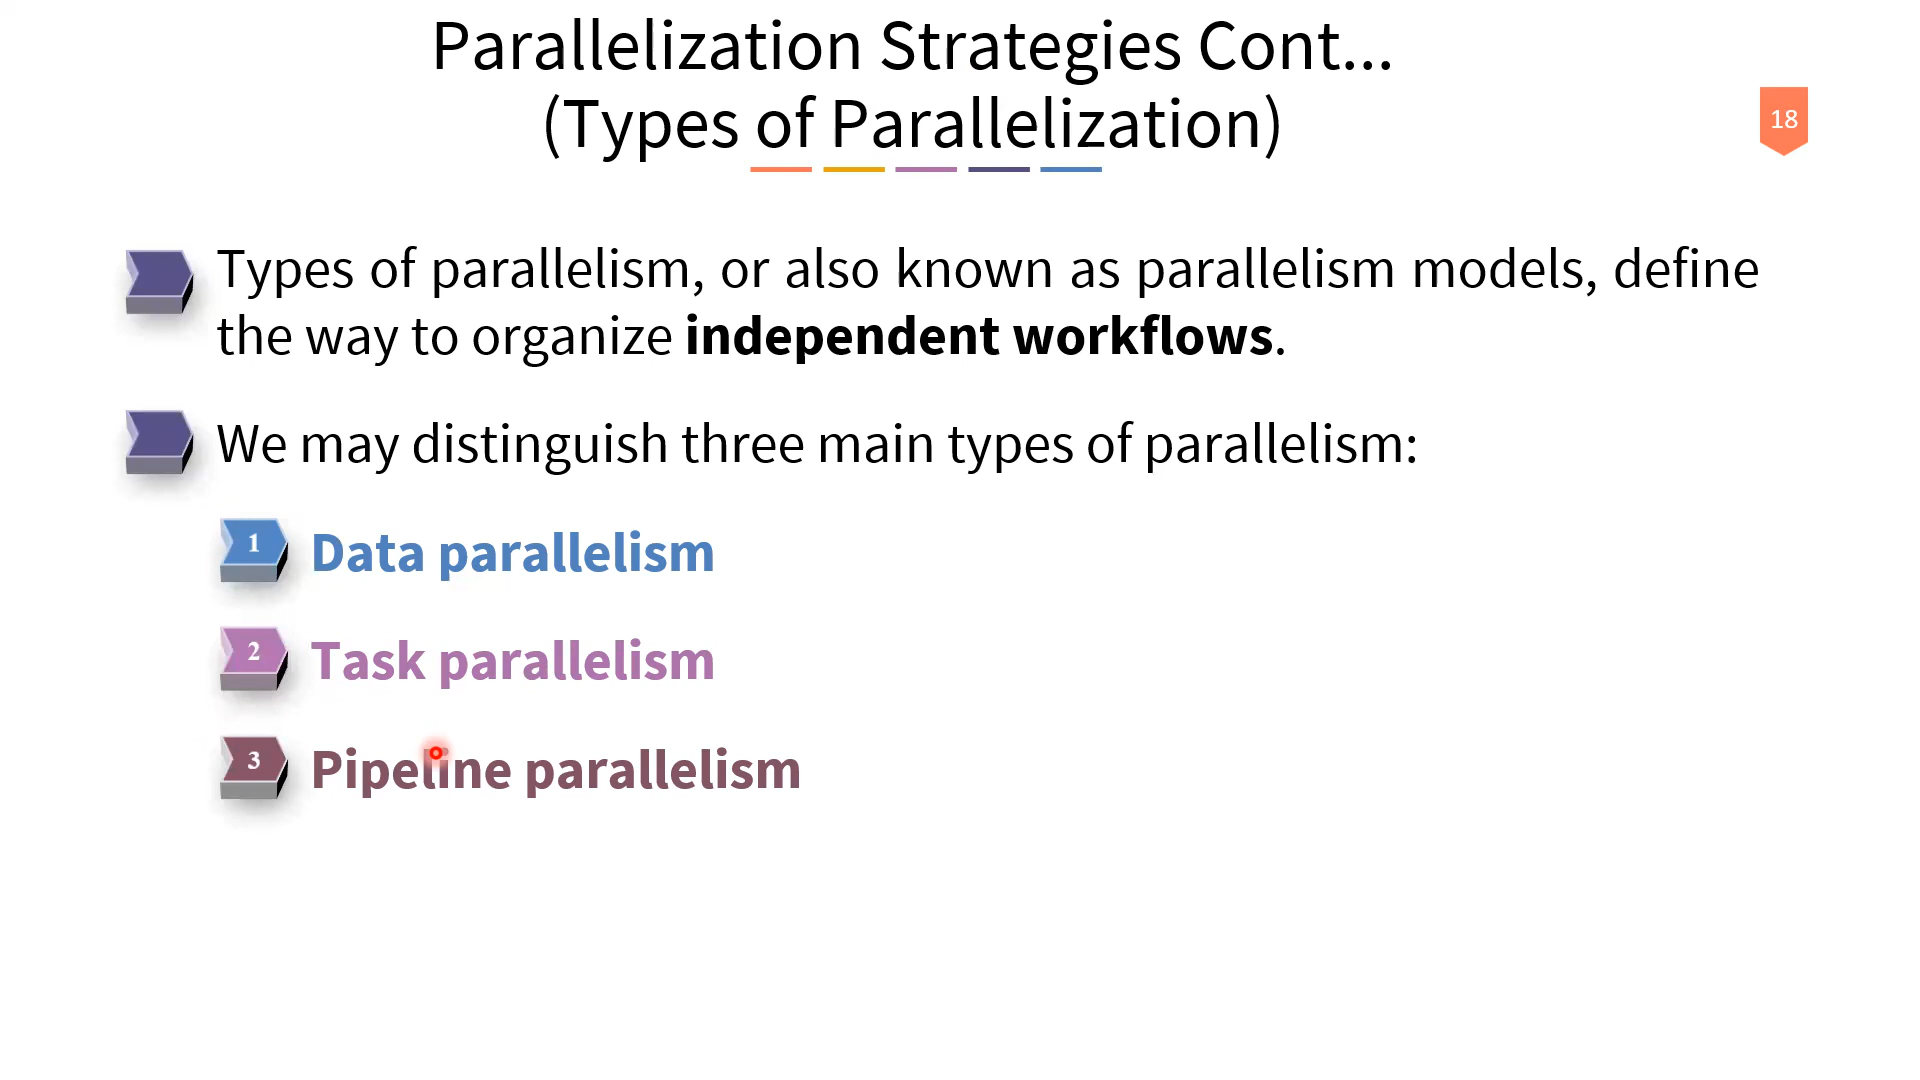 Parallelization Strategies Cont...
(Types of Parallelization)
18
Types of parallelism, or also known as parallelism models, define
the way to organize independent workflows.
We may distinguish three main types of parallelism:
1 Data parallelism
2 Task parallelism
3 Pipeline parallelism